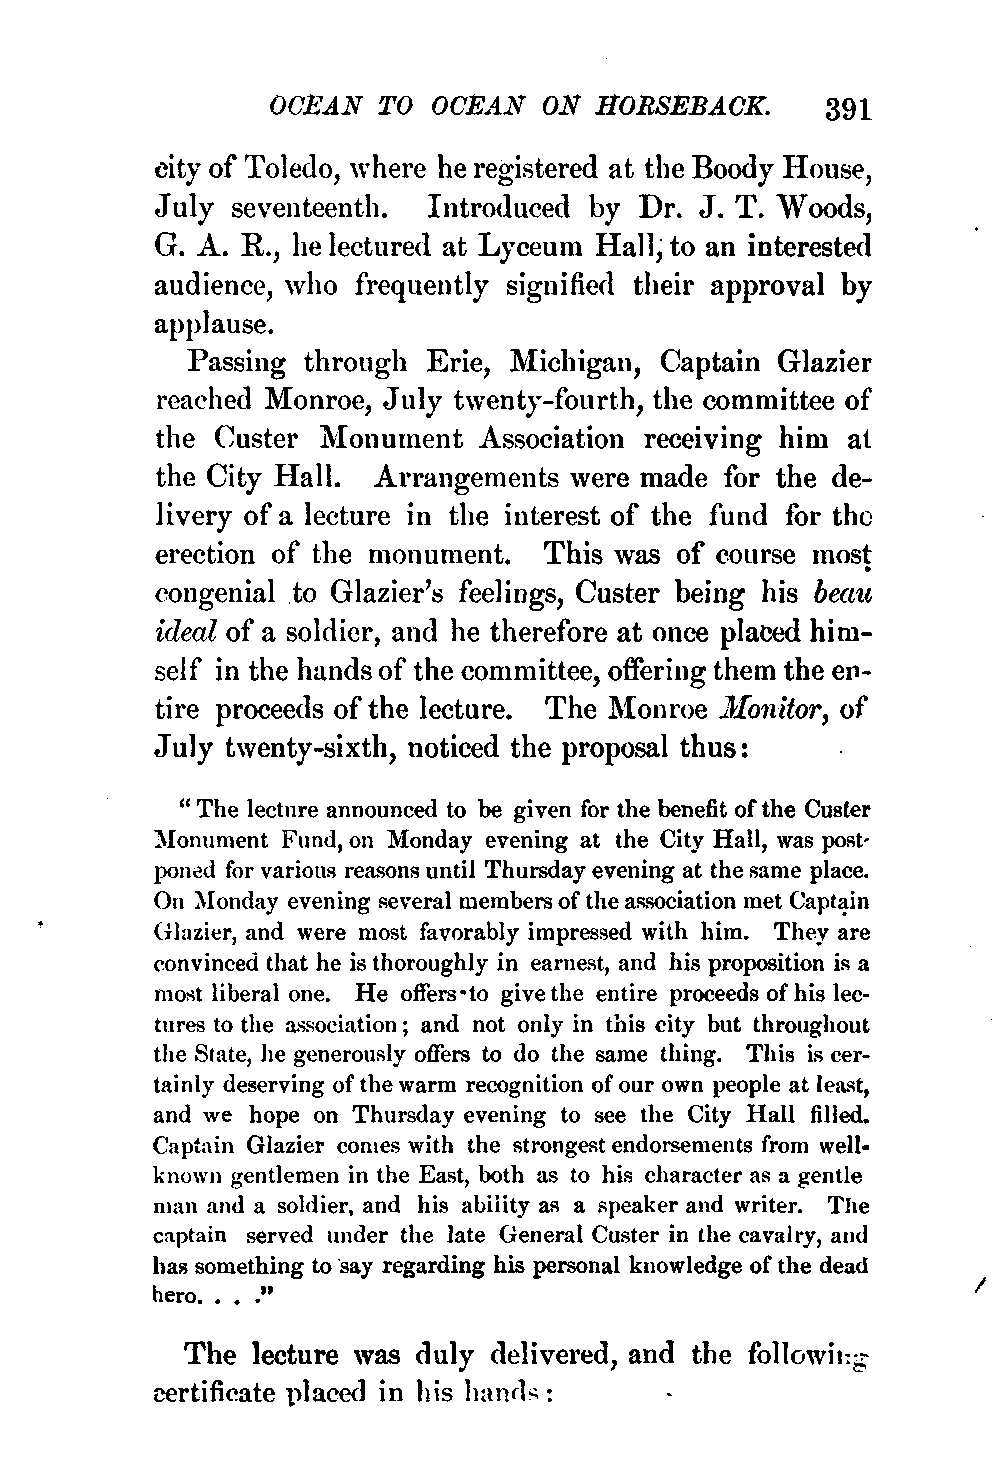 OCEAN TO OCEAN ON HORSEBACK. 391
city of Toledo, where he registered at the Boody House,
July seventeenth. Introduced by Dr. J. T. Woods,
G. A. R., he lectured at Lyceum Hall, to an interested
audience, who frequently signified their approval by
applause.
Passing through Erie, Michigan, Captain Glazier
reached Monroe, July twenty-fourth, the committee of
the Custer Monument Association receiving him at
the City Hall. Arrangements were made for the de-
livery of a lecture in the interest of the fund for the
erection of the monument. This was of course most
congenial to Glazier's feelings, Custer being his beau
ideal of a soldier, and he therefore at once placed him-
self in the hands of the committee, offering them the en-
tire proceeds of the lecture. The Monroe Monitor, of
July twenty-sixth, noticed the proposal thus:
"The lecture announced to be given for the benefit of the Custer
Monument Fund, on Monday evening at the City Hall, was post-
poned for various reasons until Thursday evening at the same place.
On Monday evening several members of the association met Captain
Glazier, and were most favorably impressed with him. They are
convinced that he is thoroughly in earnest, and his proposition is a
most liberal one. He offers to give the entire proceeds of his lec-
tures to the association; and not only in this city but throughout
the State, he generously offers to do the same thing. This is cer-
tainly deserving of the warm recognition of our own people at least,
and we hope on Thursday evening to see the City Hall filled.
Captain Glazier comes with the strongest endorsements from well-
known gentlemen in the East, both as to his character as a gentle
man and a soldier, and his ability as a speaker and writer. The
captain served under the late General Custer in the cavalry, and
has something to say regarding his personal knowledge of the dead
hero. . . ."
The lecture was duly delivered, and the following
certificate placed in his hands: